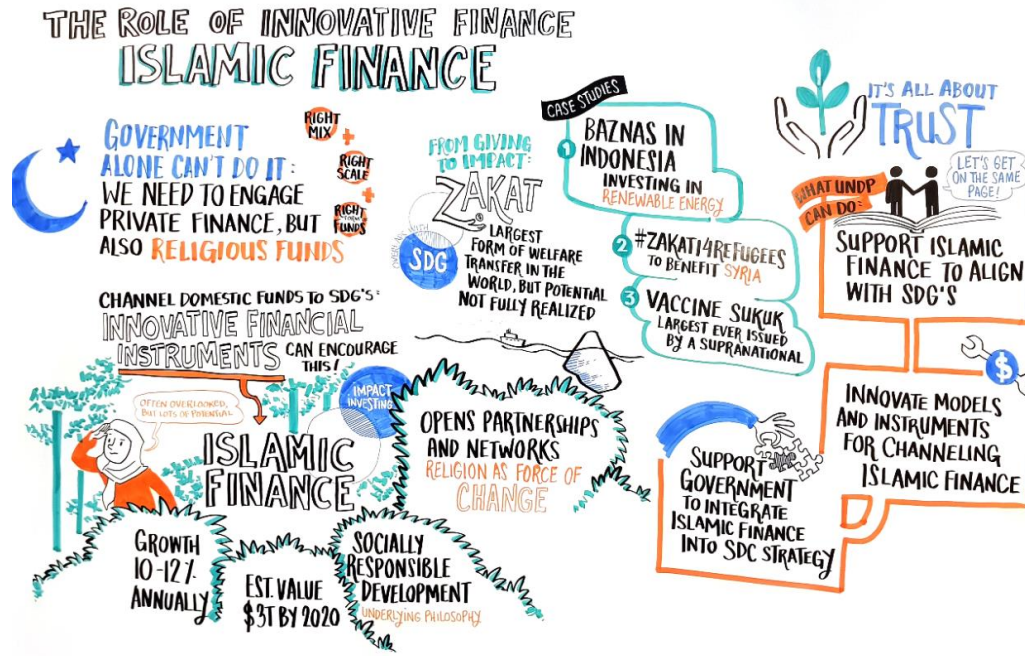 THE ROLE OF INNOVATIVE FINANCE
ISLAMIC FINANCE
GOVERNMENT
ALONE CAN'T DO IT:
WE NEED TO ENGAGE
PRIVATE FINANCE, BUT
ALSO RELIGIOUS FUNDS
RIGHT
MIX
+
RIGHT
SCALE
+
RIGHT
FUNDS
CHANNEL DOMESTIC FUNDS TO SDG'S:
INNOVATIVE FINANCIAL
INSTRUMENTS CAN ENCOURAGE
THIS!
OFTEN OVERLOOKED,
BUT LOTS OF POTENTIAL
ISLAMIC
FINANCE
IMPACT
INVESTING
GROWTH
10-12%
ANNUALLY
EST. VALUE
$3T BY 2020
SOCIALLY
RESPONSIBLE
DEVELOPMENT
UNDERLYING PHILOSOPHY
OPENS PARTNERSHIPS
AND NETWORKS
RELIGION AS FORCE OF
CHANGE
FROM GIVING
TO IMPACT:
ZAKAT
OVERLAPS WITH
SDG
LARGEST
FORM OF WELFARE
TRANSFER IN THE
WORLD, BUT POTENTIAL
NOT FULLY REALIZED
CASE STUDIES
1 BAZNAS IN
INDONESIA
INVESTING IN
RENEWABLE ENERGY
2 #ZAKATI4REFUGEES
TO BENEFIT SYRIA
3 VACCINE SUKUK
LARGEST EVER ISSUED
BY A SUPRANATIONAL
IT'S ALL ABOUT
TRUST
LET'S GET
ON THE SAME
PAGE!
WHAT UNDP
CAN DO:
SUPPORT ISLAMIC
FINANCE TO ALIGN
WITH SDG'S
$
INNOVATE MODELS
AND INSTRUMENTS
FOR CHANNELING
ISLAMIC FINANCE
SUPPORT
GOVERNMENT
TO INTEGRATE
ISLAMIC FINANCE
INTO SDC STRATEGY